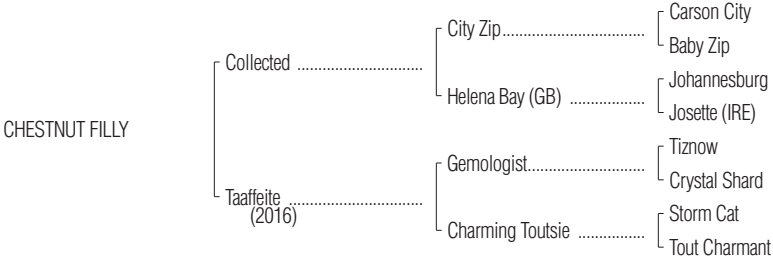 Carson City
City Zip..................................
Baby Zip
Collected ..............................
Johannesburg
Helena Bay (GB) ..................
Josette (IRE)
CHESTNUT FILLY
Tiznow
Gemologist............................
Crystal Shard
Taaffeite ................................
(2016)
Storm Cat
Charming Toutsie ................
Tout Charmant